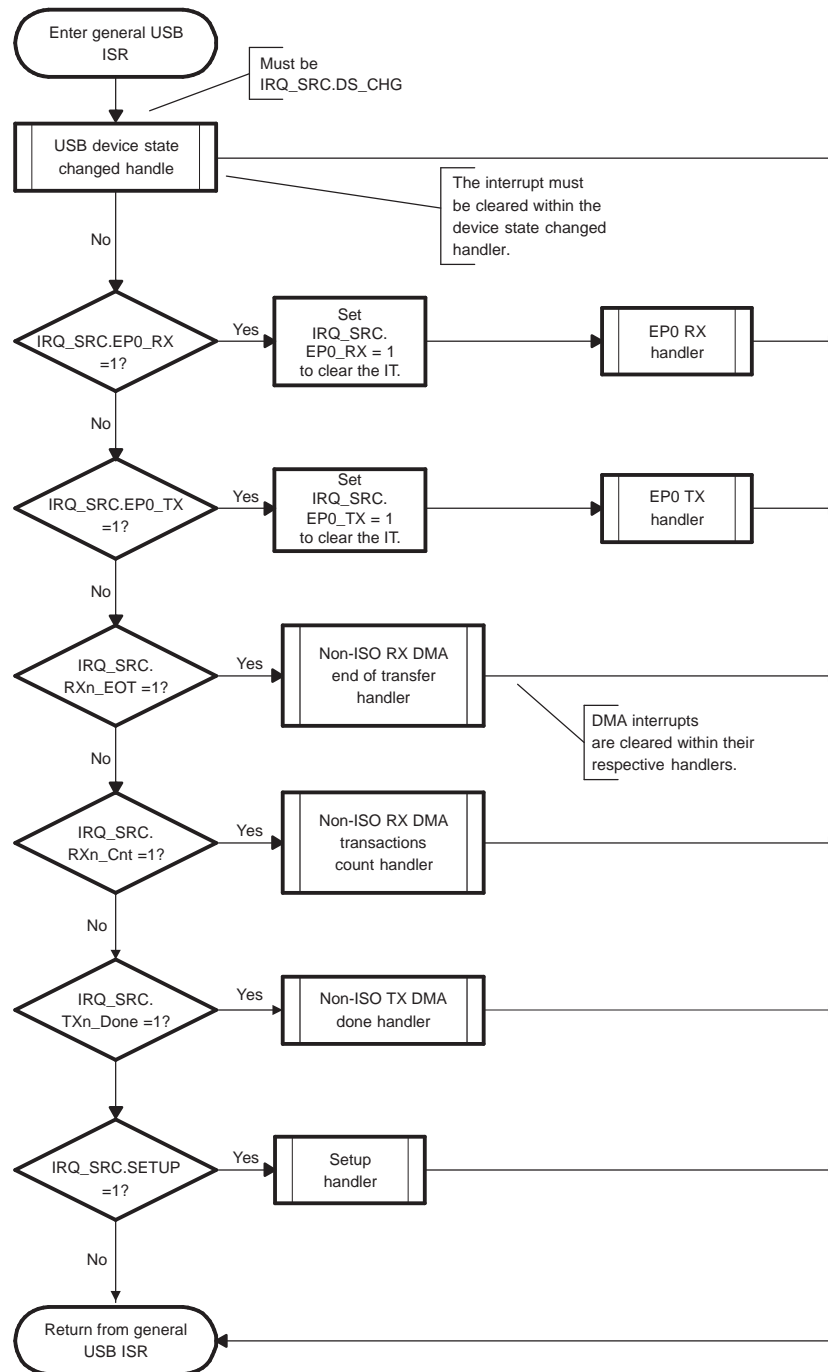 Enter general USB
ISR
Must be
IRQ_SRC.DS_CHG
USB device state
changed handle
The interrupt must
be cleared within the
device state changed
handler.
No
IRQ_SRC.EP0_RX
=1?
Yes
Set
IRQ_SRC.
EP0_RX = 1
to clear the IT.
EP0 RX
handler
No
IRQ_SRC.EP0_TX
=1?
Yes
Set
IRQ_SRC.
EP0_TX = 1
to clear the IT.
EP0 TX
handler
No
IRQ_SRC.
RXn_EOT =1?
Yes
Non-ISO RX DMA
end of transfer
handler
DMA interrupts
are cleared within their
respective handlers.
No
IRQ_SRC.
RXn_Cnt =1?
Yes
Non-ISO RX DMA
transactions
count handler
No
IRQ_SRC.
TXn_Done =1?
Yes
Non-ISO TX DMA
done handler
IRQ_SRC.SETUP
=1?
Yes
Setup
handler
No
Return from general
USB ISR